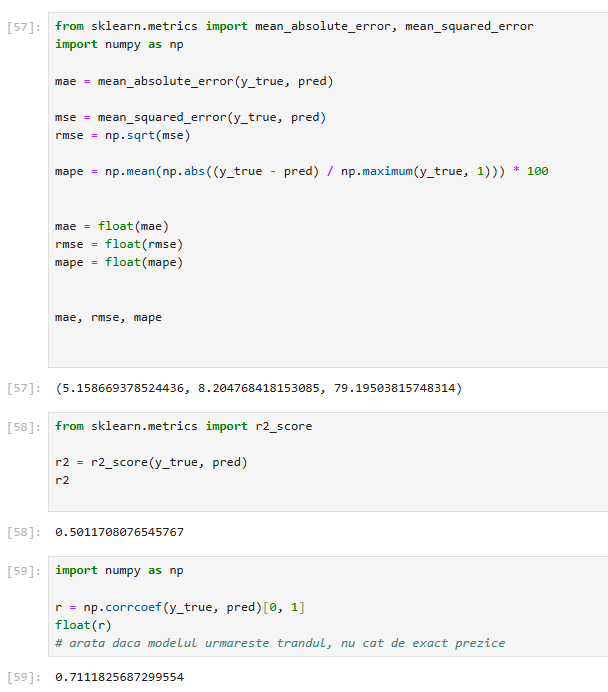 [57]: from sklearn.metrics import mean_absolute_error, mean_squared_error
import numpy as np
mae = mean_absolute_error(y_true, pred)
mse = mean_squared_error(y_true, pred)
rmse = np.sqrt(mse)
mape = np.mean(np.abs((y_true - pred) / np.maximum(y_true, 1))) * 100
mae = float(mae)
rmse = float(rmse)
mape = float(mape)
mae, rmse, mape
[57]: (5.158669378524436, 8.204768418153085, 79.19503815748314)
[58]: from sklearn.metrics import r2_score
r2 = r2_score(y_true, pred)
r2
[58]: 0.5011708076545767
[59]: import numpy as np
r = np.corrcoef(y_true, pred)[0, 1]
float(r)
# arata daca modelul urmareste trandul, nu cat de exact prezice
[59]: 0.7111825687299554